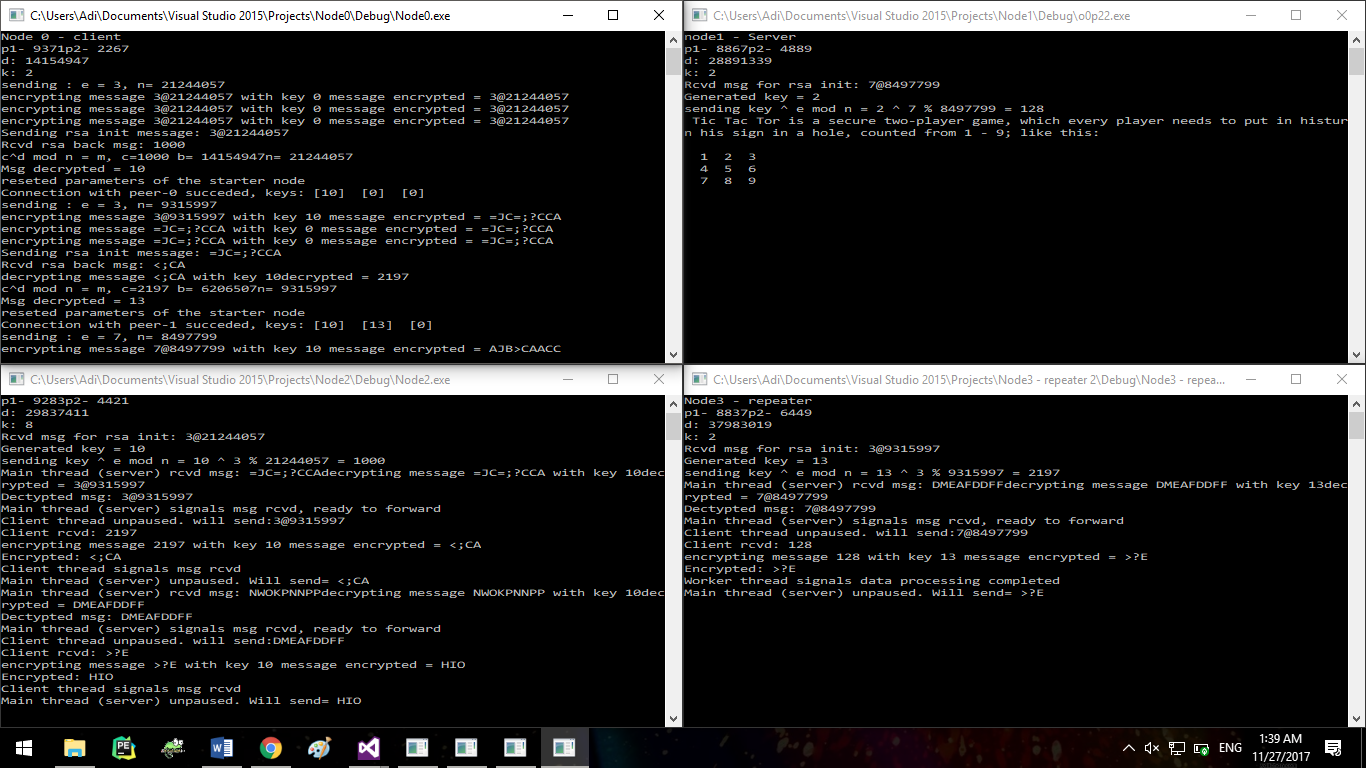 C:\Users\Adi\Documents\Visual Studio 2015\Projects\Node0\Debug\Node0.exe
Node 0 - client
p1- 9371p2- 2267
d: 14154947
k: 2
sending : e = 3, n= 21244057
encrypting message 3@21244057 with key 0 message encrypted = 3@21244057
encrypting message 3@21244057 with key 0 message encrypted = 3@21244057
encrypting message 3@21244057 with key 0 message encrypted = 3@21244057
Sending rsa init message: 3@21244057
Rcvd rsa back msg: 1000
c^d mod n = m, c=1000 b= 14154947n= 21244057
Msg decrypted = 10
reseted parameters of the starter node
Connection with peer-0 succeded, keys: [10]  [0]  [0]
sending : e = 3, n= 9315997
encrypting message 3@9315997 with key 10 message encrypted = =JC=;?CCA
encrypting message =JC=;?CCA with key 0 message encrypted = =JC=;?CCA
encrypting message =JC=;?CCA with key 0 message encrypted = =JC=;?CCA
Sending rsa init message: =JC=;?CCA
Rcvd rsa back msg: <;CA
decrypting message <;CA with key 10decrypted = 2197
c^d mod n = m, c=2197 b= 6206507n= 9315997
Msg decrypted = 13
reseted parameters of the starter node
Connection with peer-1 succeded, keys: [10]  [13]  [0]
sending : e = 7, n= 8497799
encrypting message 7@8497799 with key 10 message encrypted = AJB>CAACC
C:\Users\Adi\Documents\Visual Studio 2015\Projects\Node1\Debug\o0p22.exe
node1 - Server
p1- 8867p2- 4889
d: 28891339
k: 2
Rcvd msg for rsa init: 7@8497799
Generated key = 2
sending key ^ e mod n = 2 ^ 7 % 8497799 = 128
Tic Tac Tor is a secure two-player game, which every player needs to put in histur
n his sign in a hole, counted from 1 - 9; like this:
1  2  3
4  5  6
7  8  9
C:\Users\Adi\Documents\Visual Studio 2015\Projects\Node2\Debug\Node2.exe
p1- 9283p2- 4421
d: 29837411
k: 8
Rcvd msg for rsa init: 3@21244057
Generated key = 10
sending key ^ e mod n = 10 ^ 3 % 21244057 = 1000
Main thread (server) rcvd msg: =JC=;?CCAdecrypting message =JC=;?CCA with key 10dec
rypted = 3@9315997
Dectypted msg: 3@9315997
Main thread (server) signals msg rcvd, ready to forward
Client thread unpaused. will send:3@9315997
Client rcvd: 2197
encrypting message 2197 with key 10 message encrypted = <;CA
Encrypted: <;CA
Client thread signals msg rcvd
Main thread (server) unpaused. Will send= <;CA
Main thread (server) rcvd msg: NWOKPNNPPdecrypting message NWOKPNNPP with key 10dec
rypted = DMEAFDDFF
Dectypted msg: DMEAFDDFF
Main thread (server) signals msg rcvd, ready to forward
Client thread unpaused. will send:DMEAFDDFF
Client rcvd: >?E
encrypting message >?E with key 10 message encrypted = HIO
Encrypted: HIO
Client thread signals msg rcvd
Main thread (server) unpaused. Will send= HIO
C:\Users\Adi\Documents\Visual Studio 2015\Projects\Node3 - repeater 2\Debug\Node3 - repea...
Node3 - repeater
p1- 8837p2- 6449
d: 37983019
k: 2
Rcvd msg for rsa init: 3@9315997
Generated key = 13
sending key ^ e mod n = 13 ^ 3 % 9315997 = 2197
Main thread (server) rcvd msg: DMEAFDDFFdecrypting message DMEAFDDFF with key 13dec
rypted = 7@8497799
Dectypted msg: 7@8497799
Main thread (server) signals msg rcvd, ready to forward
Client thread unpaused. will send:7@8497799
Client rcvd: 128
encrypting message 128 with key 13 message encrypted = >?E
Encrypted: >?E
Worker thread signals data processing completed
Main thread (server) unpaused. Will send= >?E
PE
W
ENG
1:39 AM
11/27/2017